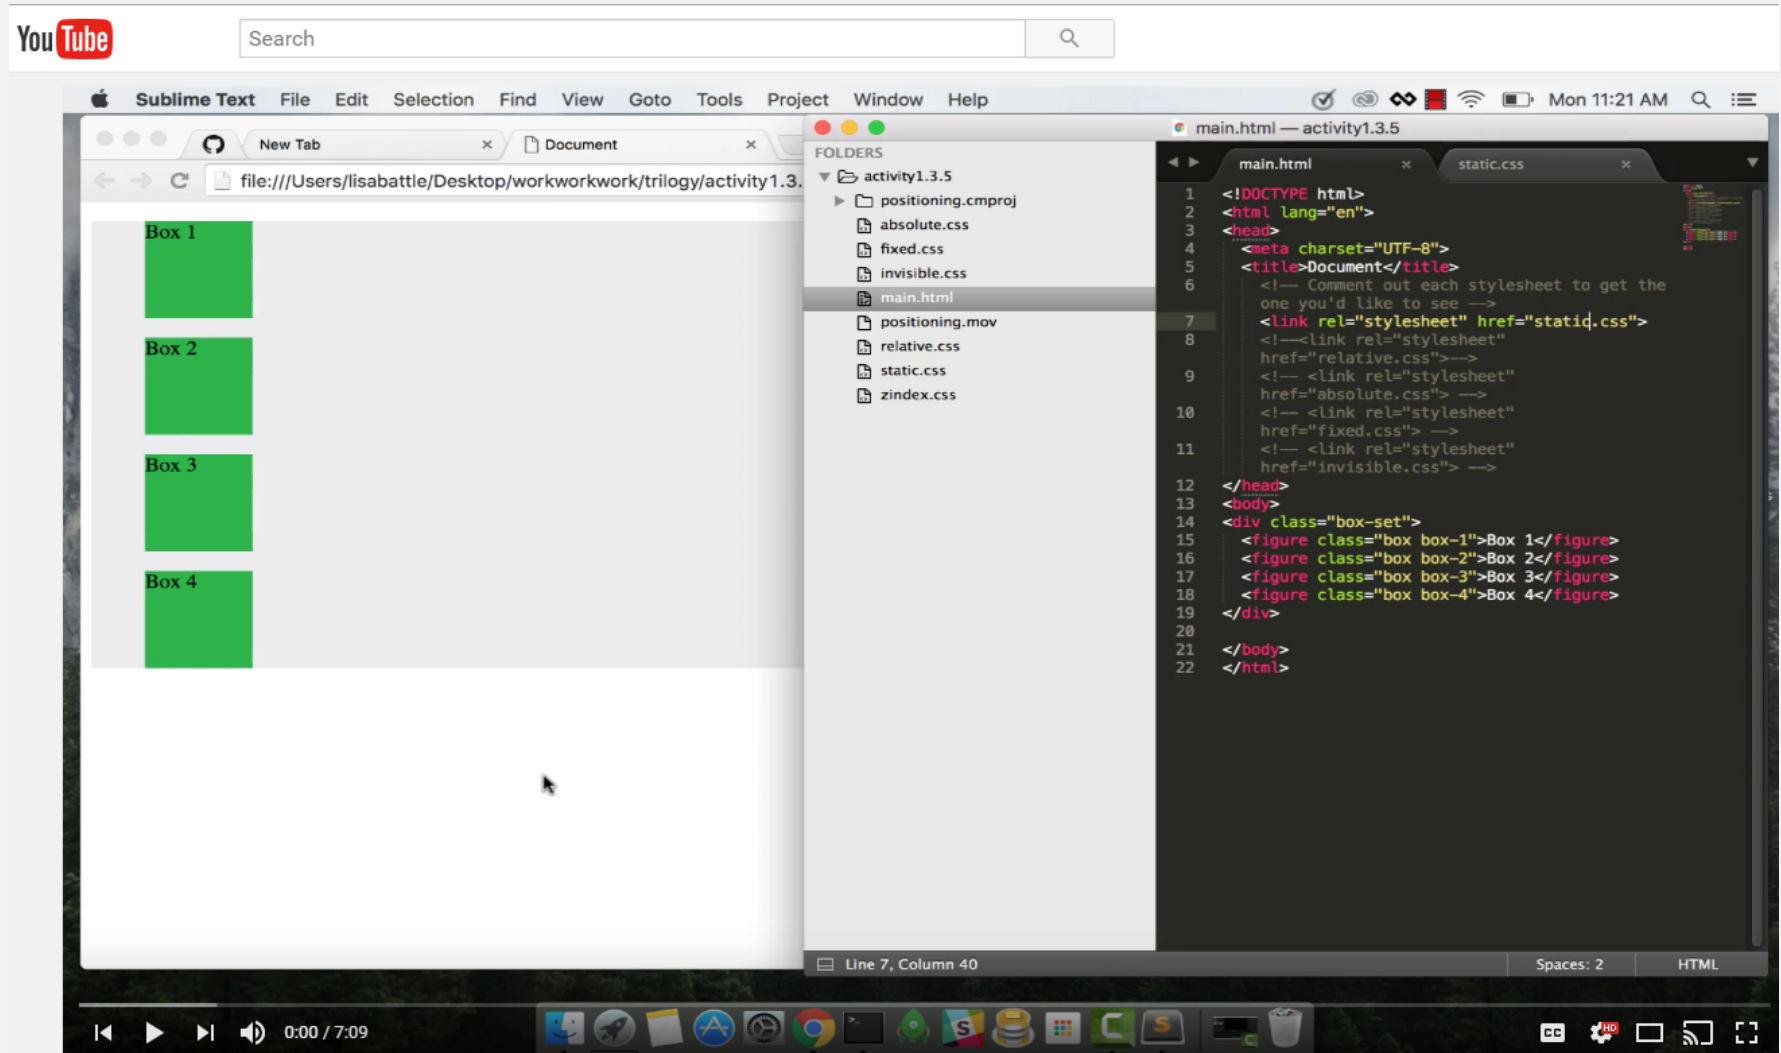 YouTube
Search
Sublime Text File Edit Selection Find View Goto Tools Project Window Help
Mon 11:21 AM
New Tab
Document
file:///Users/lisabattle/Desktop/workworkwork/trilogy/activity1.3.
Box 1
Box 2
Box 3
Box 4
main.html — activity1.3.5
FOLDERS
activity1.3.5
positioning.cmproj
absolute.css
fixed.css
invisible.css
main.html
positioning.mov
relative.css
static.css
zindex.css
main.html
static.css
1 <!DOCTYPE html>
2 <html lang="en">
3 <head>
4 <meta charset="UTF-8">
5 <title>Document</title>
6 <!-- Comment out each stylesheet to get the
one you'd like to see -->
7 <link rel="stylesheet" href="static.css">
8 <!--<link rel="stylesheet"
href="relative.css">-->
9 <!-- <link rel="stylesheet"
href="absolute.css"> -->
10 <!-- <link rel="stylesheet"
href="fixed.css"> -->
11 <!-- <link rel="stylesheet"
href="invisible.css"> -->
12 </head>
13 <body>
14 <div class="box-set">
15 <figure class="box box-1">Box 1</figure>
16 <figure class="box box-2">Box 2</figure>
17 <figure class="box box-3">Box 3</figure>
18 <figure class="box box-4">Box 4</figure>
19 </div>
20
21 </body>
22 </html>
Line 7, Column 40
Spaces: 2
HTML
0:00 / 7:09
CC
HD